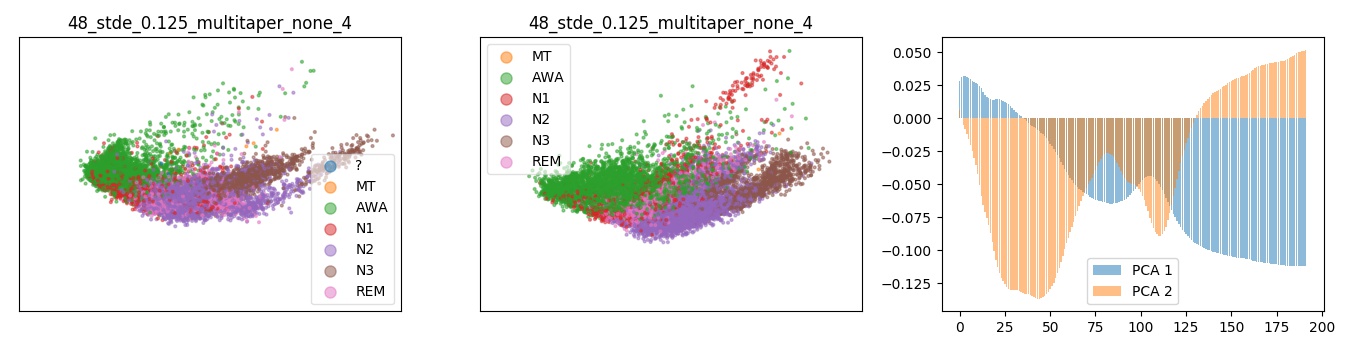 48_stde_0.125_multitaper_none_4
?
MT
AWA
N1
N2
N3
REM
48_stde_0.125_multitaper_none_4
MT
AWA
N1
N2
N3
REM
0.050
0.025
0.000
−0.025
−0.050
−0.075
−0.100
−0.125
PCA 1
PCA 2
0 25 50 75 100 125 150 175 200